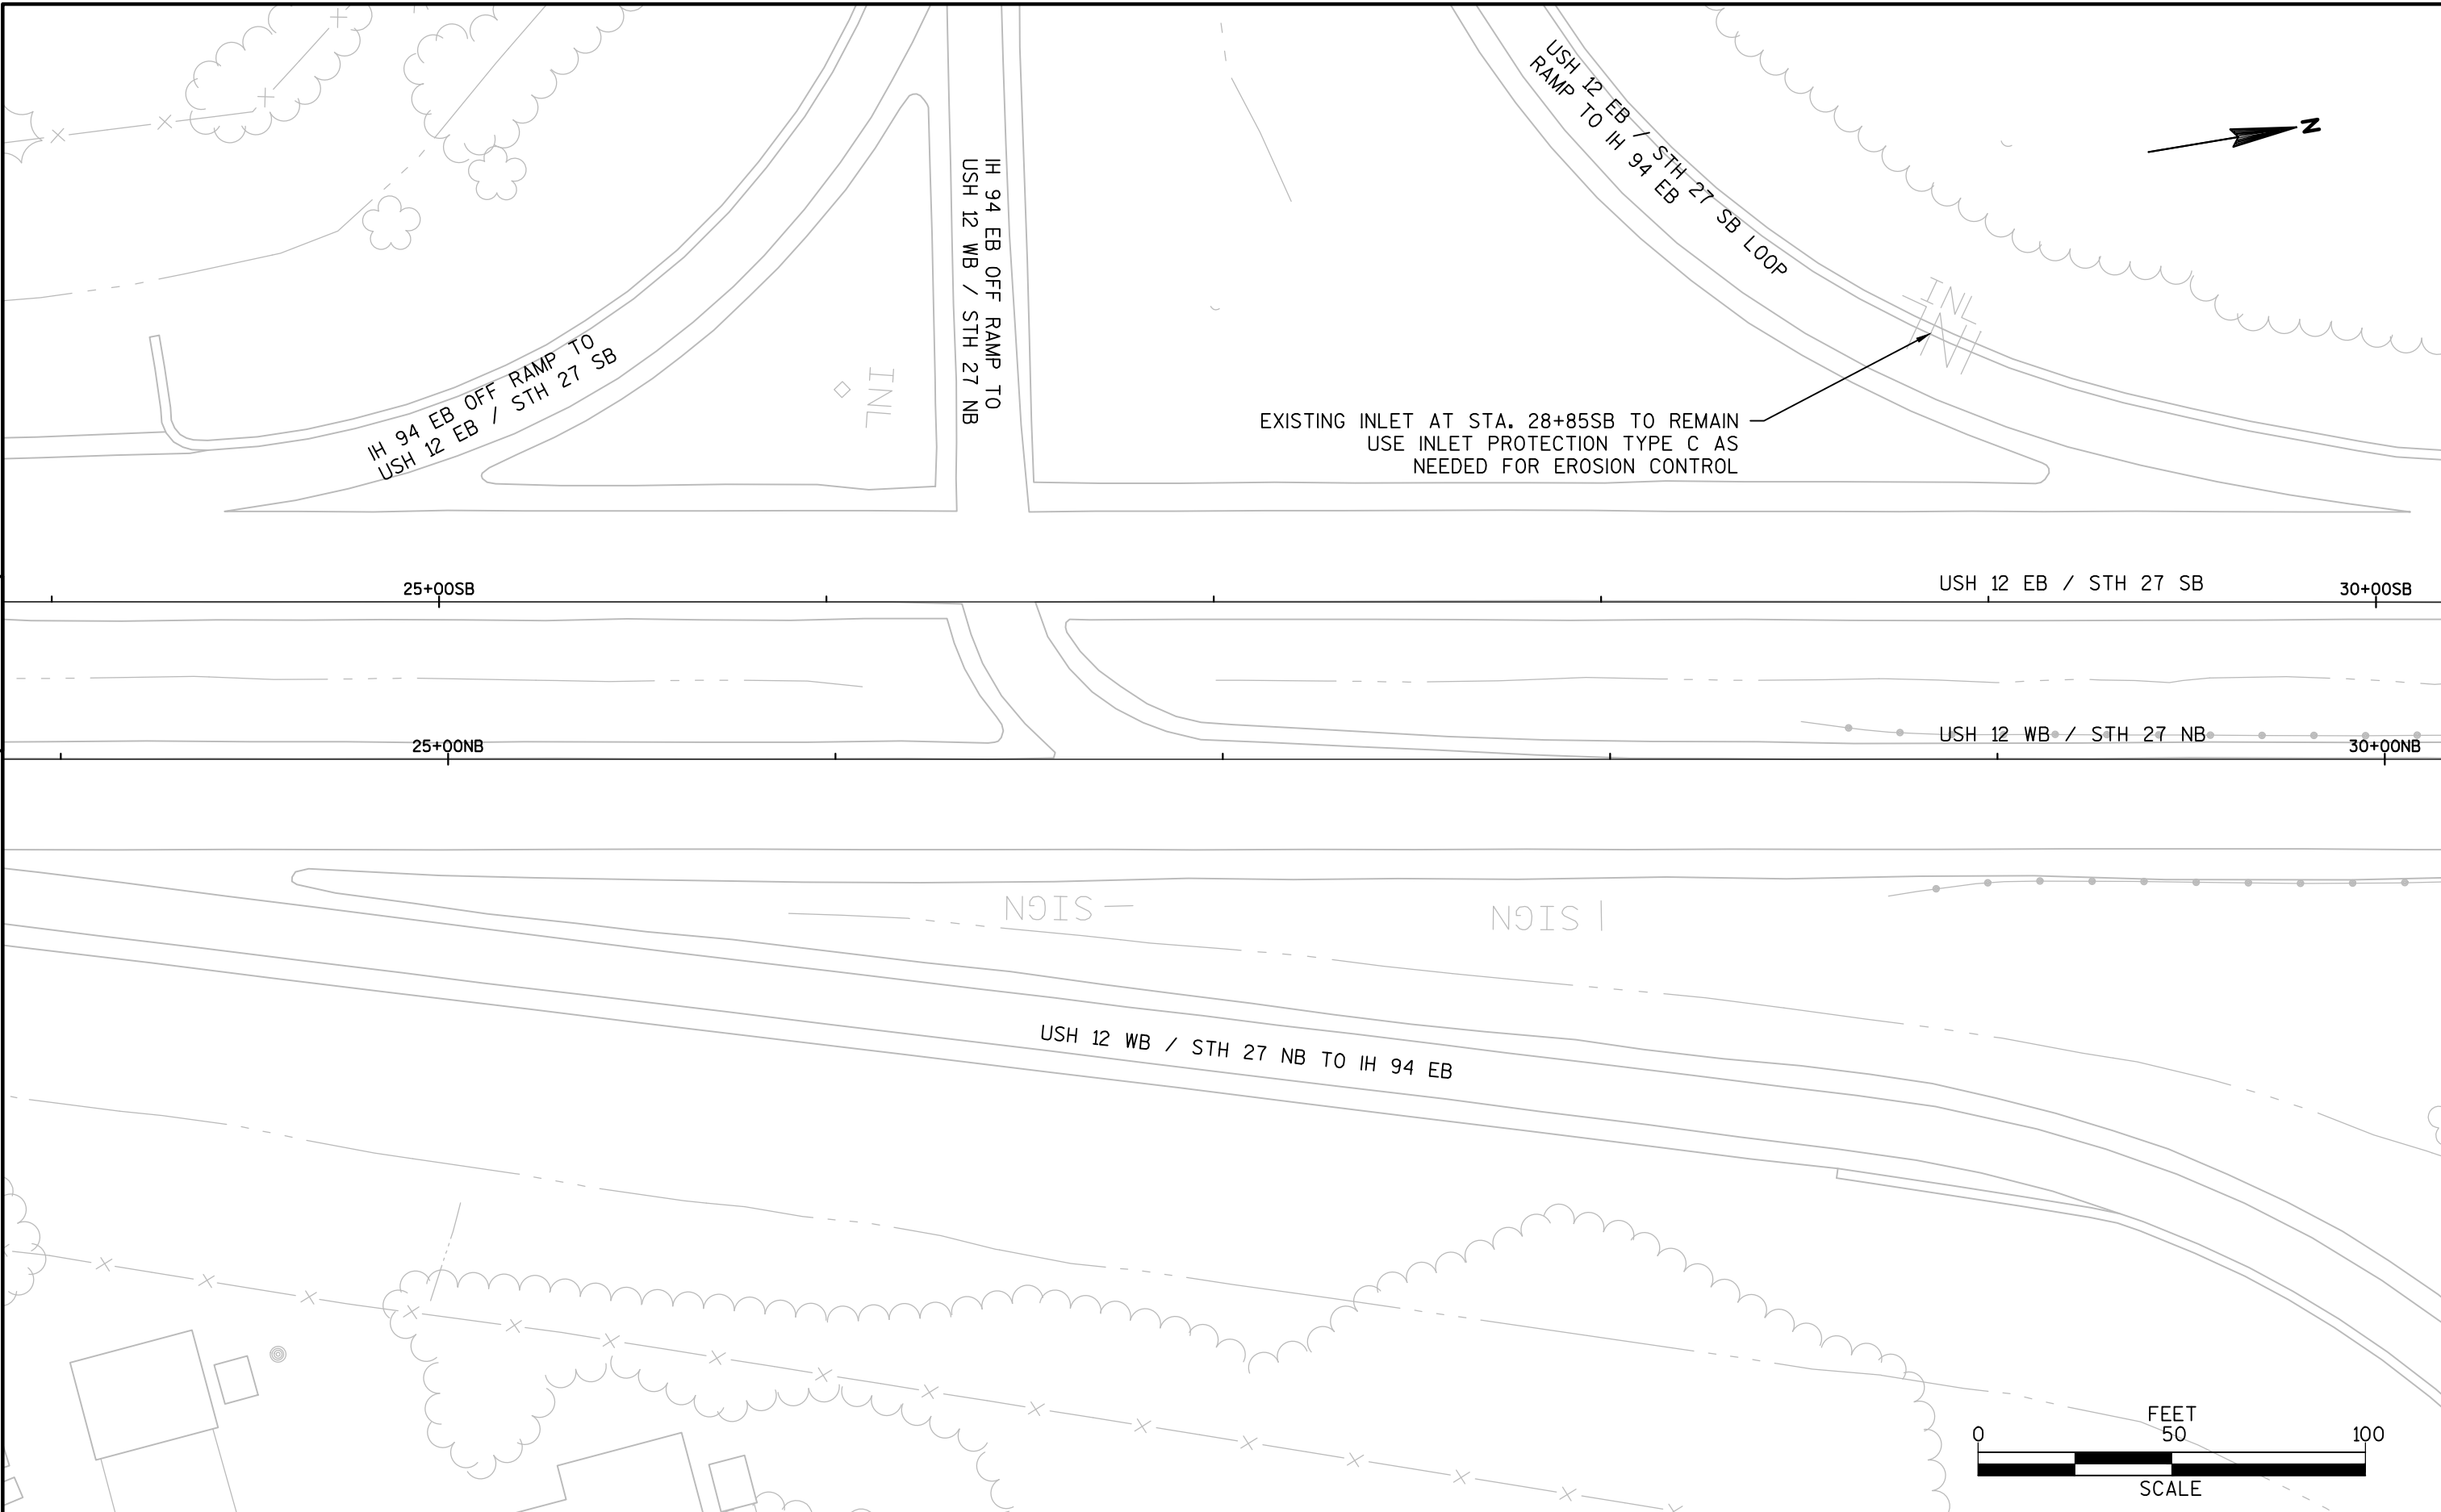 USH 12 EB / STH 27 SB LOOP
RAMP TO IH 94 EB
N
IH 94 EB OFF RAMP TO
USH 12 WB / STH 27 NB
IH 94 EB OFF RAMP TO
USH 12 EB / STH 27 SB
INL
INL
EXISTING INLET AT STA. 28+85SB TO REMAIN
USE INLET PROTECTION TYPE C AS
NEEDED FOR EROSION CONTROL
25+00SB
USH 12 EB / STH 27 SB
30+00SB
25+00NB
USH 12 WB / STH 27 NB
30+00NB
SIGN
SIGN
USH 12 WB / STH 27 NB TO IH 94 EB
FEET
0 50 100
SCALE